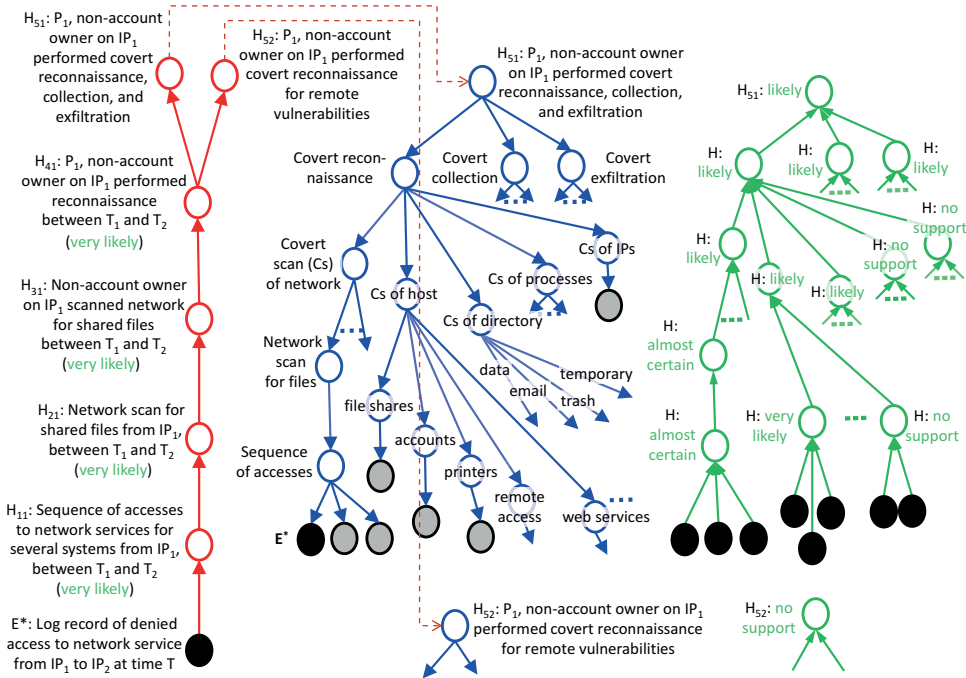 H51: P1, non-account
owner on IP1
performed covert
reconnaissance,
collection, and
exfiltration
H52: P1, non-account
owner on IP1 performed
covert reconnaissance
for remote
vulnerabilities
H41: P1, non-account
owner on IP1 performed
reconnaissance
between T1 and T2
(very likely)
H31: Non-account owner
on IP1 scanned network
for shared files
between T1 and T2
(very likely)
H21: Network scan for
shared files from IP1,
between T1 and T2
(very likely)
H11: Sequence of accesses
to network services for
several systems from IP1,
between T1 and T2
(very likely)
E*: Log record of denied
access to network service
from IP1 to IP2 at time T
H51: P1, non-account owner
on IP1 performed covert
reconnaissance, collection, and
exfiltration
Covert recon-
naissance
Covert
collection
Covert
exfiltration
Covert
scan (Cs)
of network
Cs of host
Cs of directory
Cs of processes
Cs of IPs
Network
scan
for files
file shares
accounts
printers
remote
access
web services
data
email
trash
temporary
Sequence
of accesses
E*
H52: P1, non-account owner on IP1
performed covert reconnaissance
for remote vulnerabilities
H51: likely
H:
likely
H:
likely
H:
likely
H:
likely
H: likely
H: likely
H: no
support
H: no
support
H:
almost
certain
H:
almost
certain
H: very
likely
H: no
support
H52: no
support